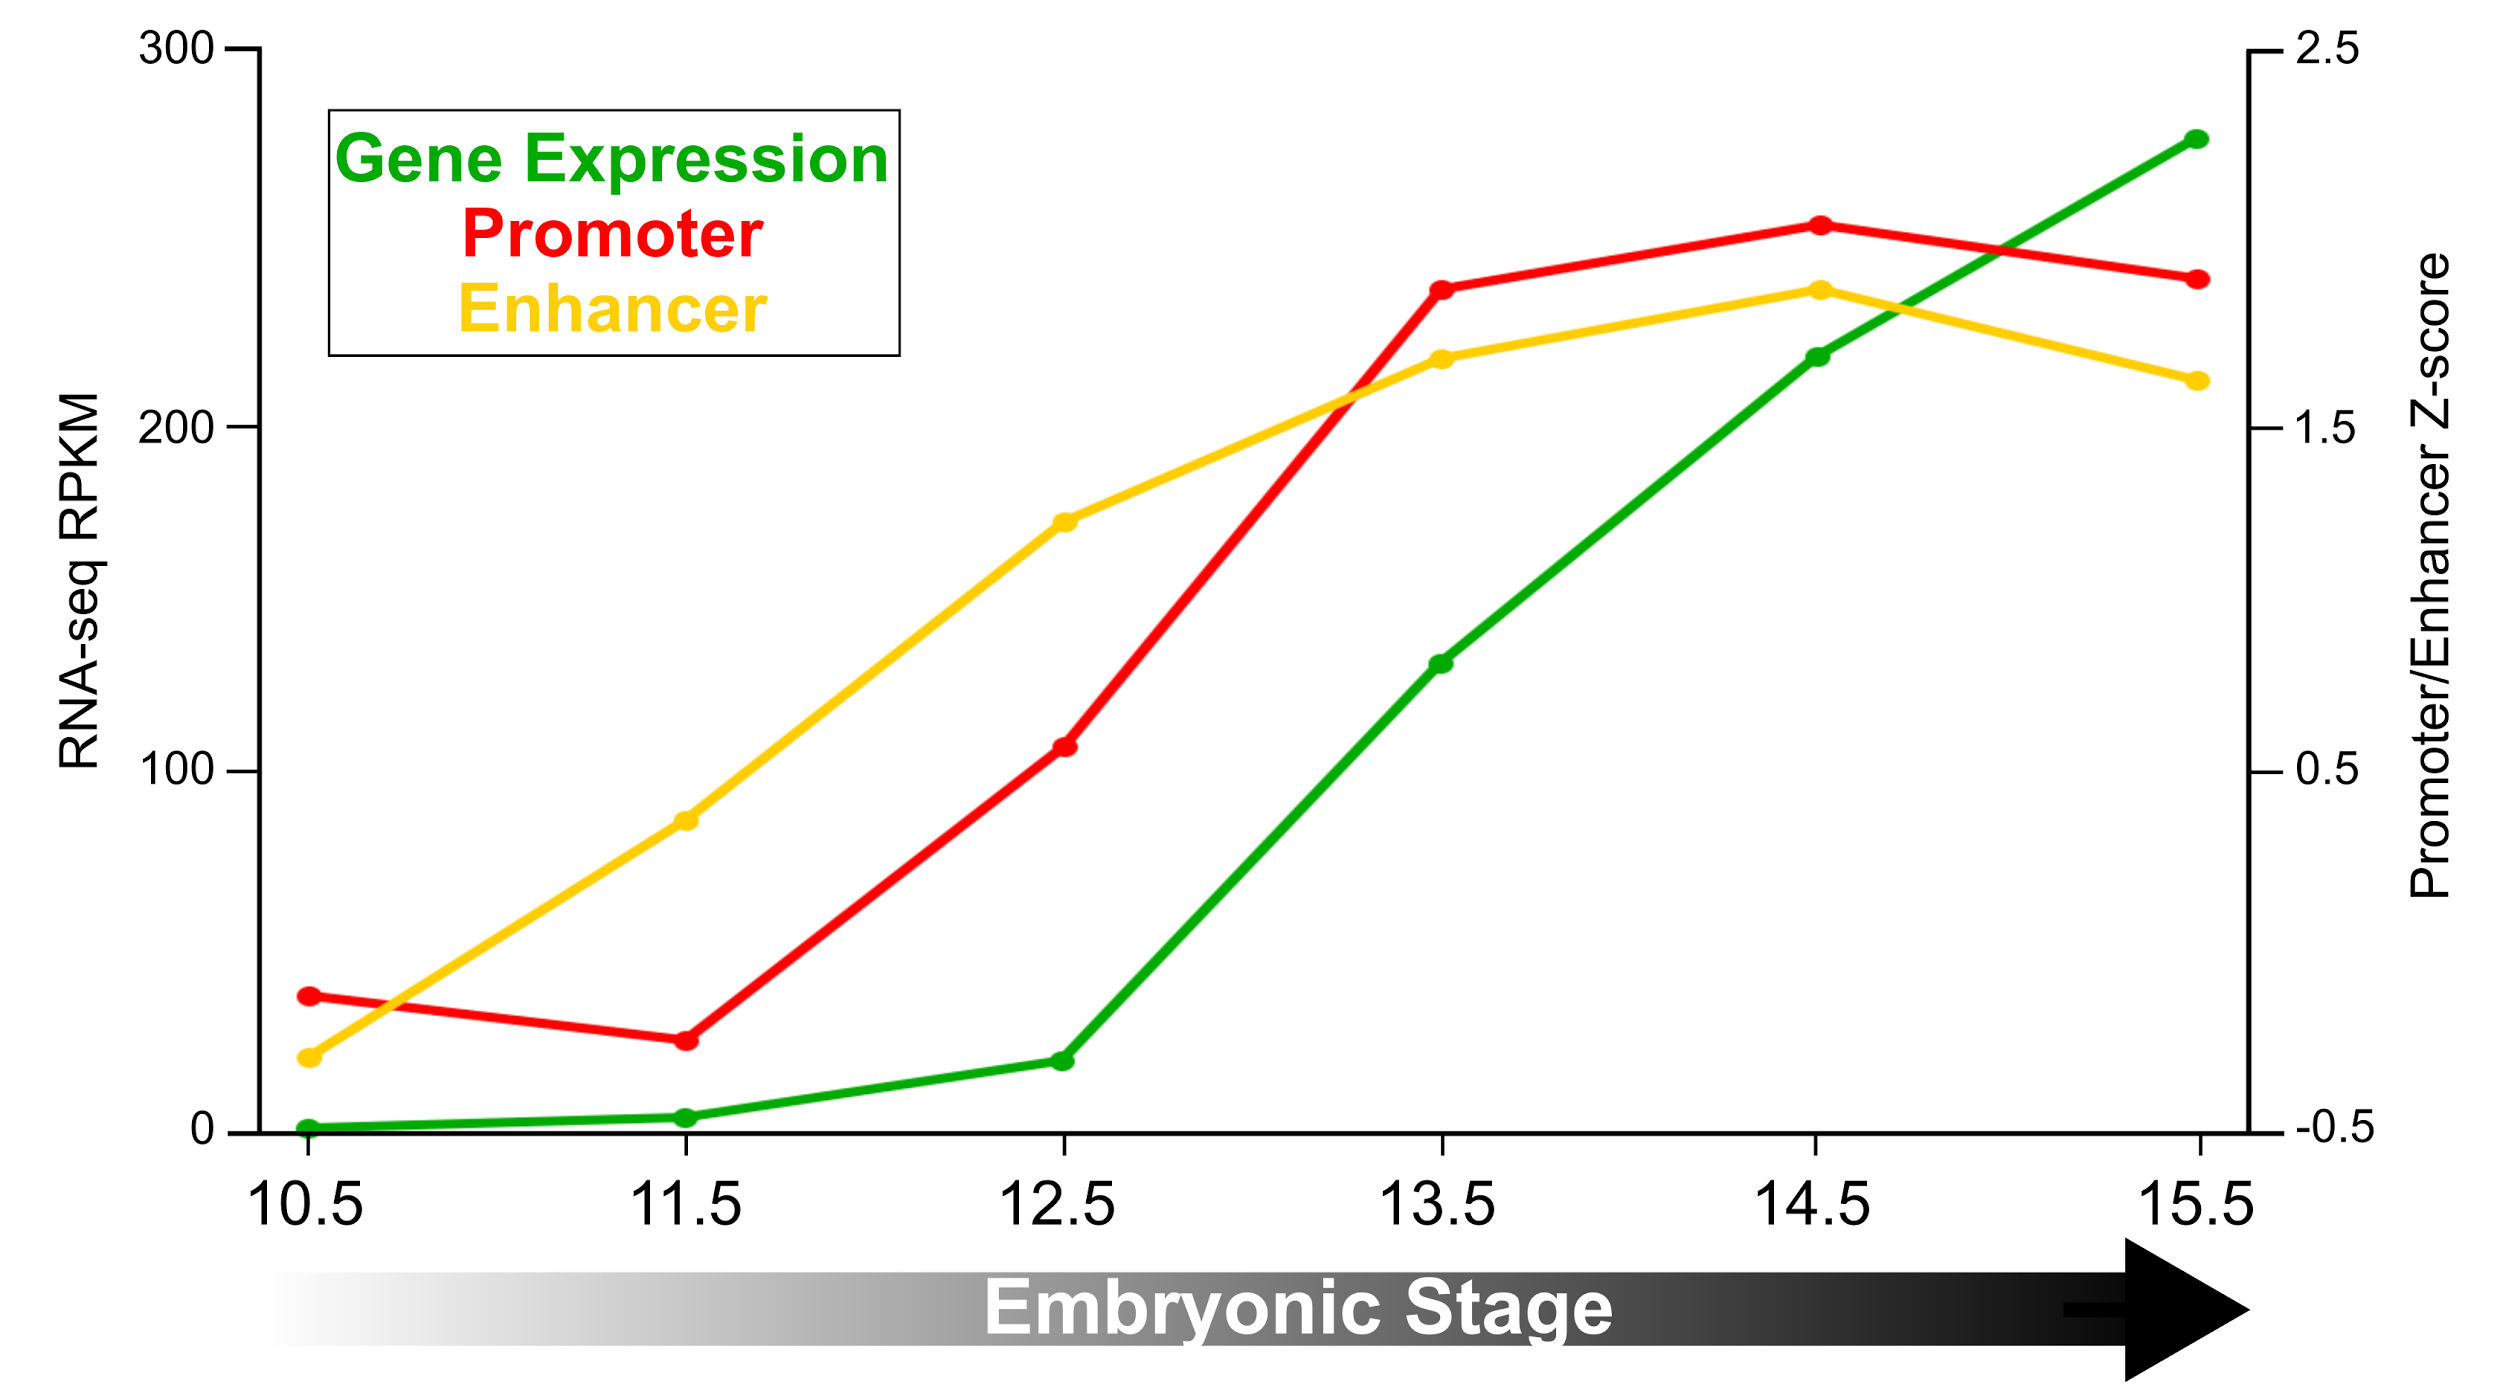 300
2.5
Gene Expression
Promoter
Enhancer
RNA-seq RPKM
Promoter/Enhancer Z-score
200
1.5
100
0.5
0
-0.5
10.5 11.5 12.5 13.5 14.5 15.5
Embryonic Stage